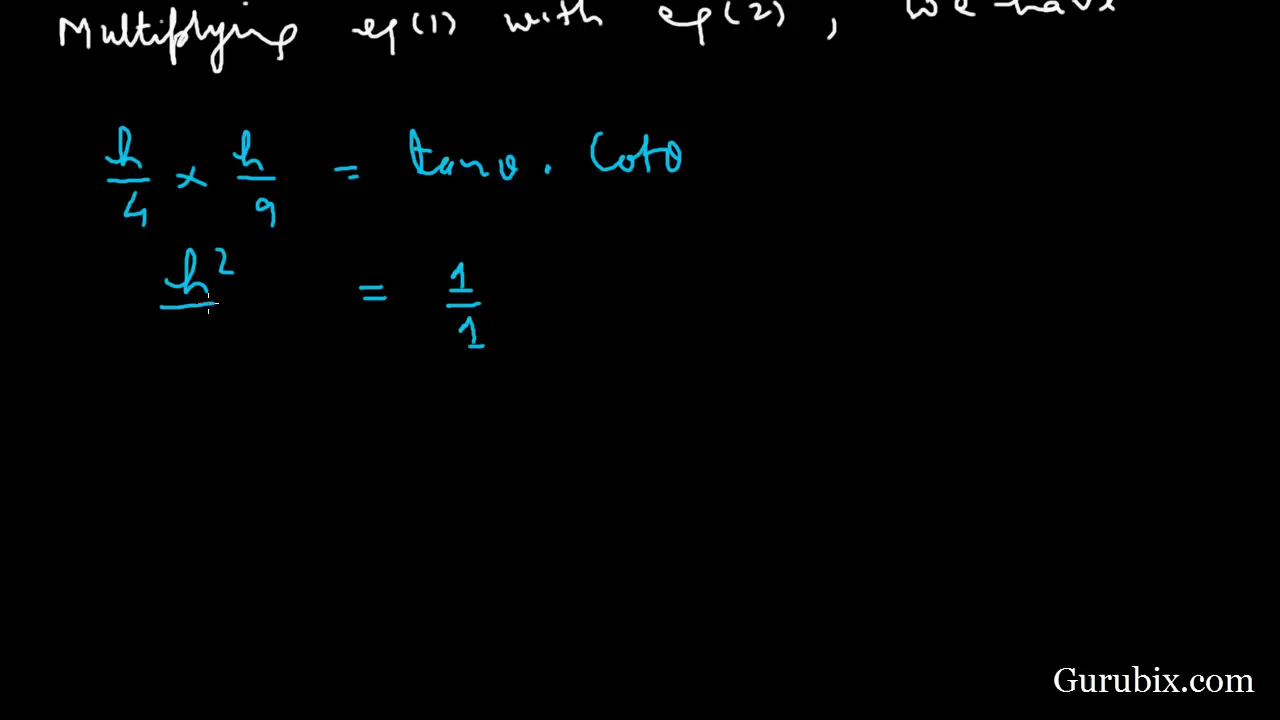 Multiplying eq(1) with eq(2), we have
h/4 × h/9 = tanθ . Cotθ
h² = 1/1
Gurubix.com